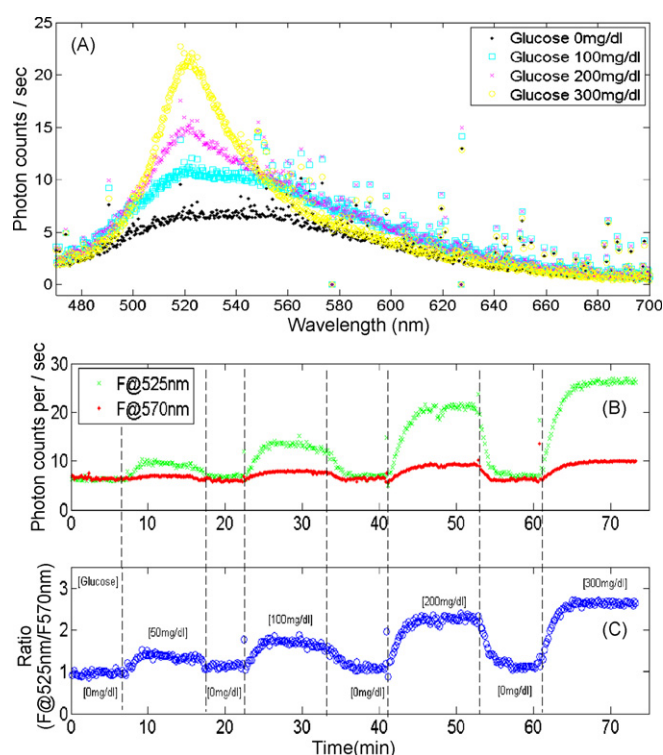 (A)
Glucose 0mg/dl
Glucose 100mg/dl
Glucose 200mg/dl
Glucose 300mg/dl
Photon counts / sec
25
20
15
10
5
0
480 500 520 540 560 580 600 620 640 660 680 700
Wavelength (nm)
F@525nm
F@570nm
(B)
Photon counts per / sec
30
20
10
0
0 10 20 30 40 50 60 70
(C)
[Glucose]
[0mg/dl]
[50mg/dl]
[0mg/dl]
[100mg/dl]
[0mg/dl]
[200mg/dl]
[0mg/dl]
[300mg/dl]
Ratio
(F@525nm/F570nm)
3
2
1
0
0 10 20 30 40 50 60 70
Time(min)